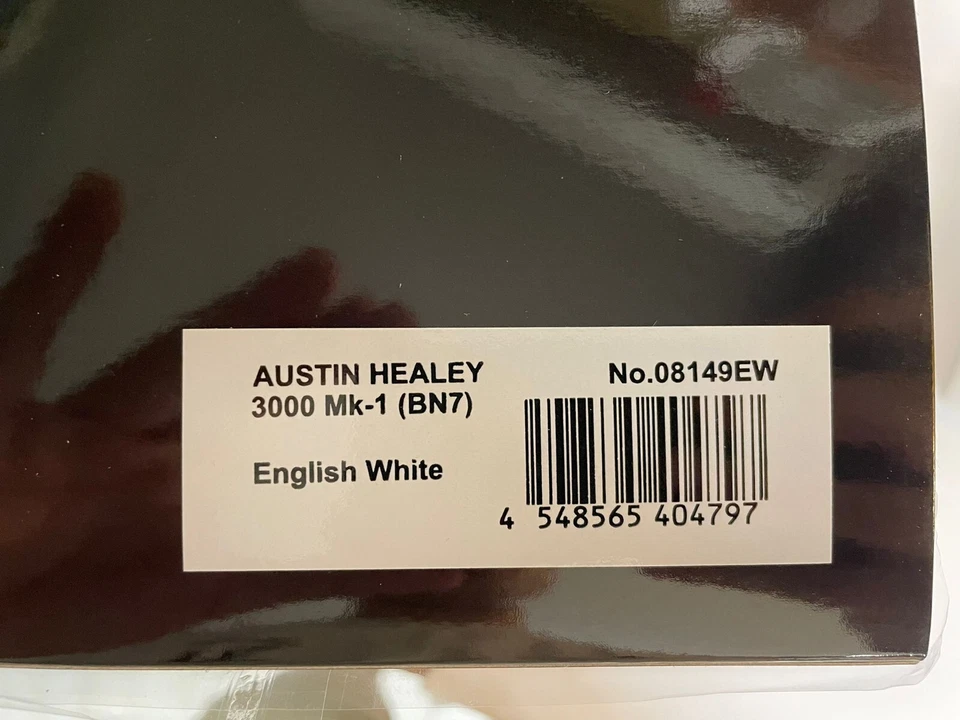 AUSTIN HEALEY
3000 Mk-1 (BN7)
English White
No.08149EW
4 548565 404797